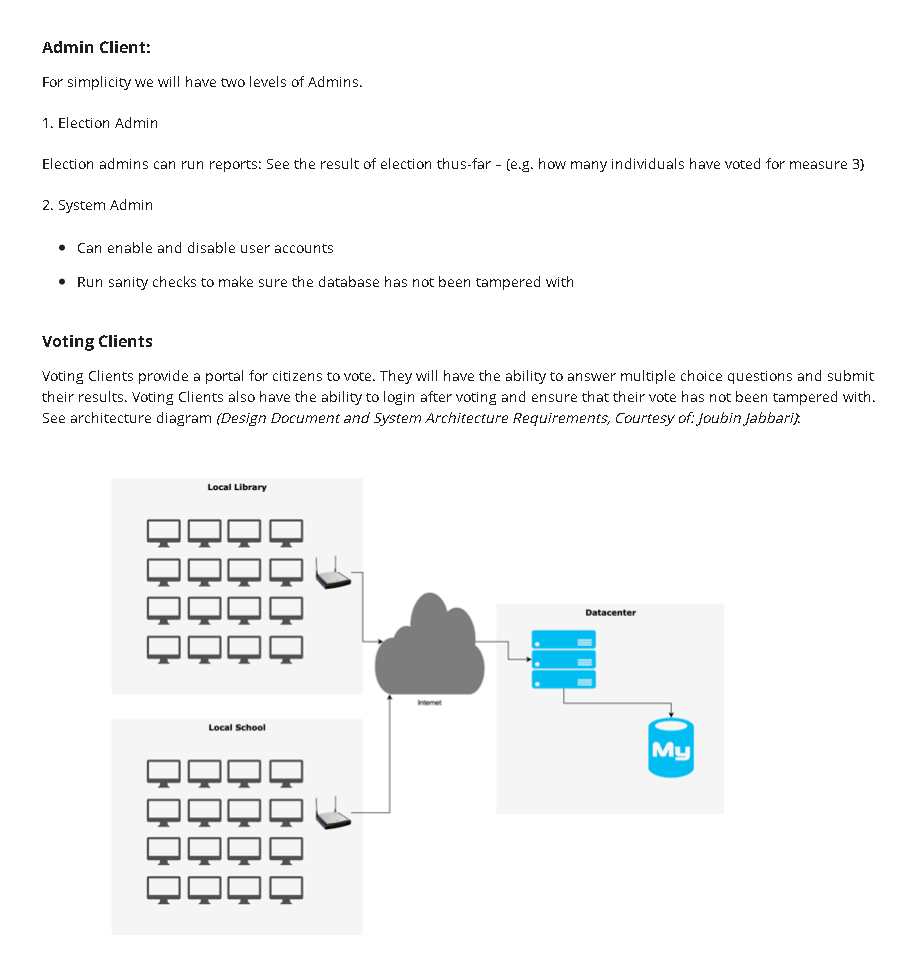 Admin Client:
For simplicity we will have two levels of Admins.
1. Election Admin
Election admins can run reports: See the result of election thus-far – (e.g. how many individuals have voted for measure 3)
2. System Admin
• Can enable and disable user accounts
• Run sanity checks to make sure the database has not been tampered with
Voting Clients
Voting Clients provide a portal for citizens to vote. They will have the ability to answer multiple choice questions and submit
their results. Voting Clients also have the ability to login after voting and ensure that their vote has not been tampered with.
See architecture diagram (Design Document and System Architecture Requirements, Courtesy of: Joubin Jabbari):
Local Library
Internet
Datacenter
My
Local School